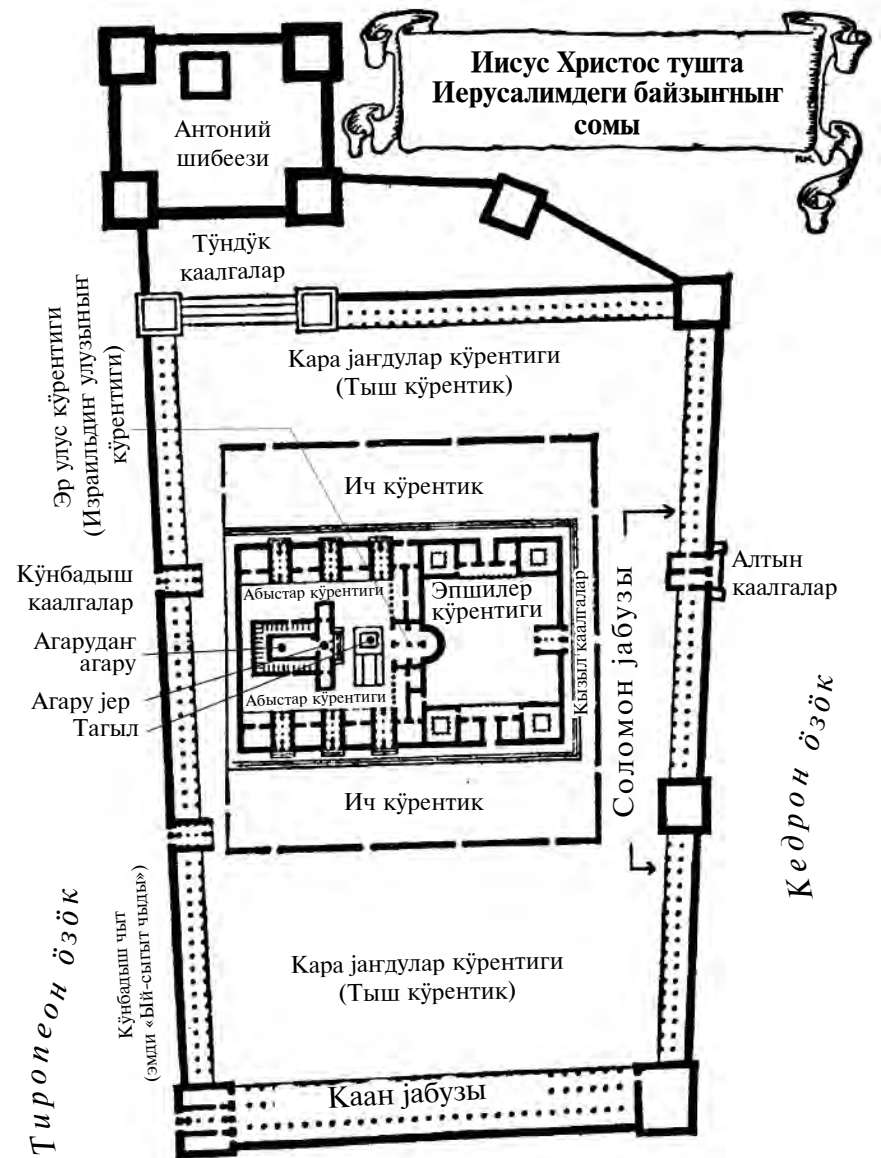 Иисус Христос тушта
Иерусалимдеги байзыҥныҥ
сомы
Антоний
шибеези
Тӱндӱк
каалгалар
Кара јаҥдулар кӱрентиги
(Тыш кӱрентик)
Эр улус кӱрентиги
(Израильдиҥ улузыныҥ
кӱрентиги)
Ич кӱрентик
Кӱнбадыш
каалгалар
Абыстар кӱрентиги
Эпшилер
кӱрентиги
Кызыл каалгалар
Соломон јабузы
Алтын
каалгалар
Агарудаҥ
агару
Агару јер
Тагыл
Абыстар кӱрентиги
Ич кӱрентик
Кедрон ӧзӧк
Тиропеон ӧзӧк
Кӱнбадыш чыт
(эмди «Ый-сыгыт чыды»)
Кара јаҥдулар кӱрентиги
(Тыш кӱрентик)
Каан јабузы